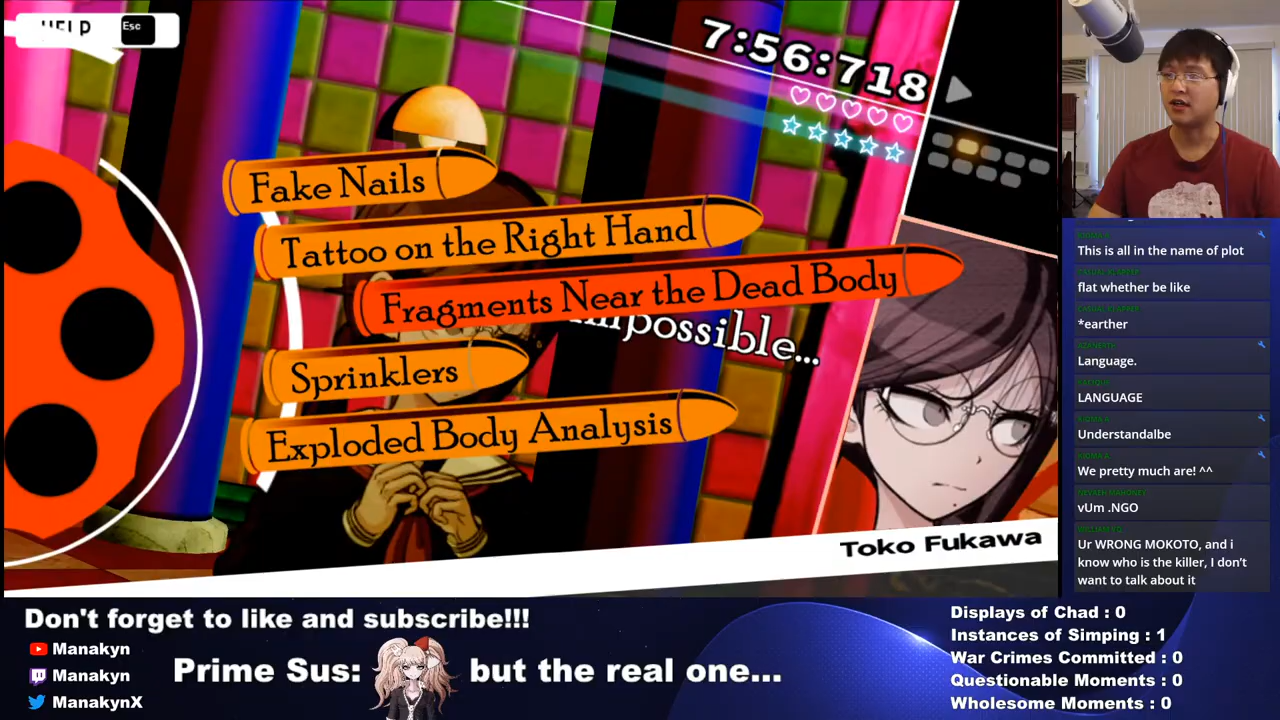 HELP Esc
7:56:718
Fake Nails
Tattoo on the Right Hand
Fragments Near the Dead Body
impossible...
Sprinklers
Exploded Body Analysis
Toko Fukawa
This is all in the name of plot
flat whether be like
*earther
Language.
LANGUAGE
Understandalbe
We pretty much are! ^^
vUm .NGO
Ur WRONG MOKOTO, and i
know who is the killer, I don't
want to talk about it
Don't forget to like and subscribe!!!
Manakyn
Manakyn
ManakynX
Prime Sus:
but the real one...
Displays of Chad : 0
Instances of Simping : 1
War Crimes Committed : 0
Questionable Moments : 0
Wholesome Moments : 0